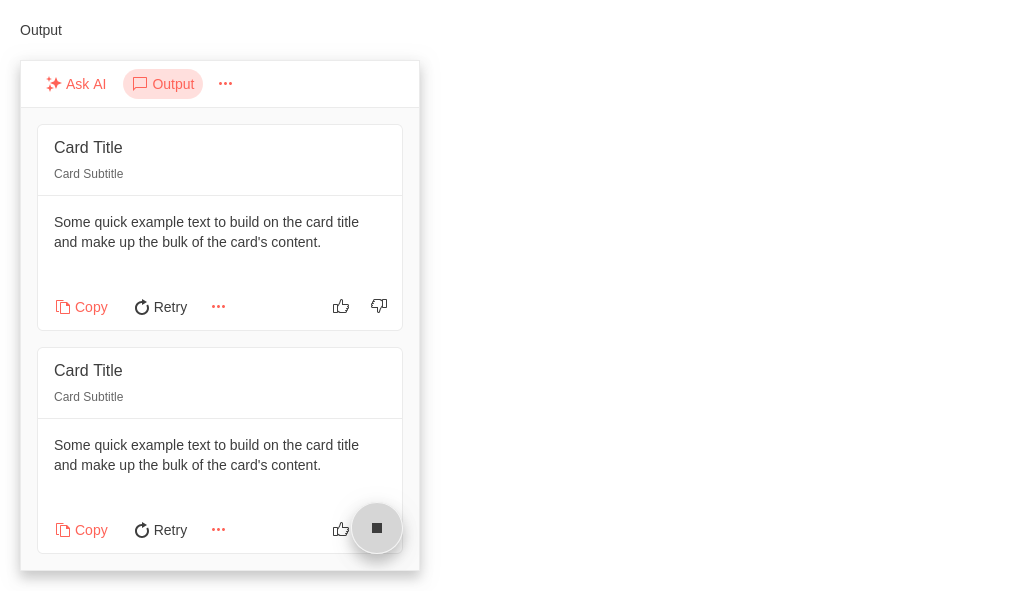 Output
Ask AI Output
Card Title
Card Subtitle
Some quick example text to build on the card title
and make up the bulk of the card's content.
Copy Retry
Card Title
Card Subtitle
Some quick example text to build on the card title
and make up the bulk of the card's content.
Copy Retry